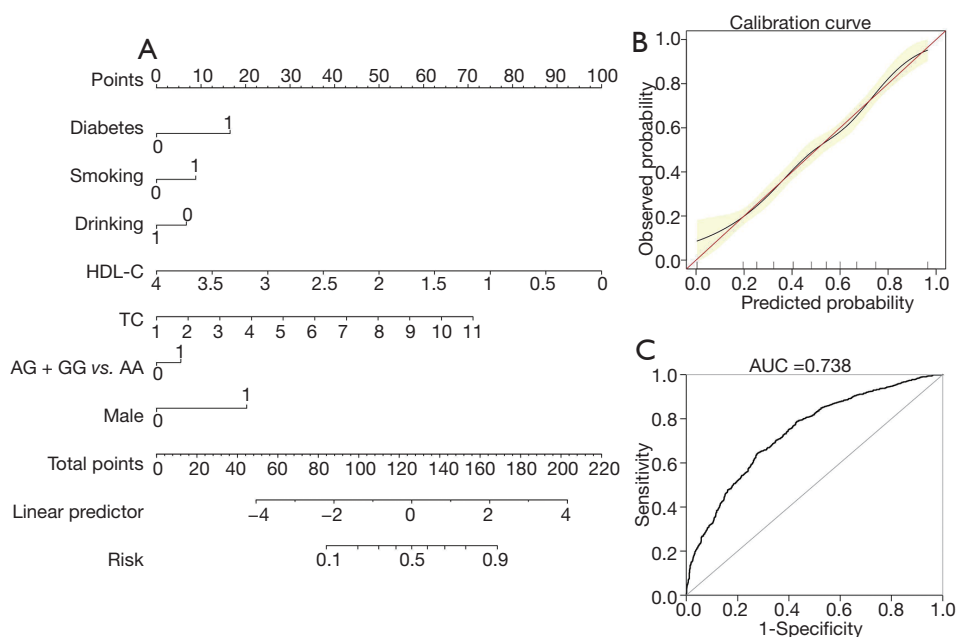 A
Points
0 10 20 30 40 50 60 70 80 90 100
Diabetes
1
0
Smoking
1
0
Drinking
0
1
HDL-C
4 3.5 3 2.5 2 1.5 1 0.5 0
TC
1 2 3 4 5 6 7 8 9 10 11
AG + GG vs. AA
1
0
Male
1
0
Total points
0 20 40 60 80 100 120 140 160 180 200 220
Linear predictor
−4 −2 0 2 4
Risk
0.1 0.5 0.9
B
Calibration curve
Observed probability
1.0
0.8
0.6
0.4
0.2
0.0
0.0 0.2 0.4 0.6 0.8 1.0
Predicted probability
C
AUC =0.738
Sensitivity
1.0
0.8
0.6
0.4
0.2
0.0
0.0 0.2 0.4 0.6 0.8 1.0
1-Specificity